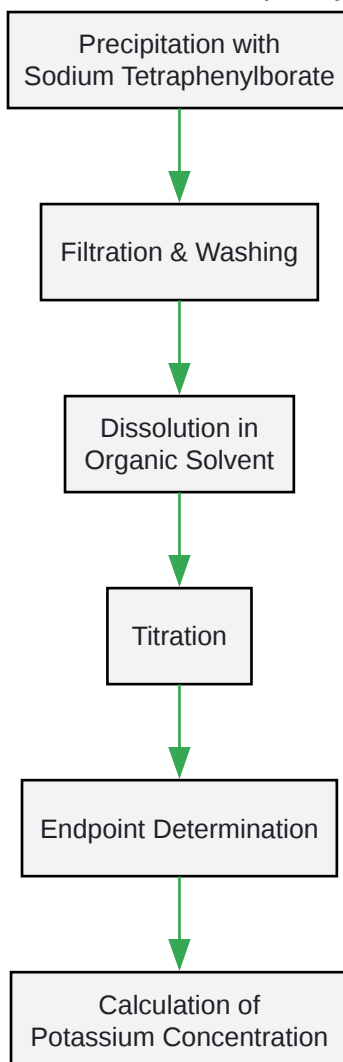 Precipitation with
Sodium Tetraphenylborate
Filtration & Washing
Dissolution in
Organic Solvent
Titration
Endpoint Determination
Calculation of
Potassium Concentration